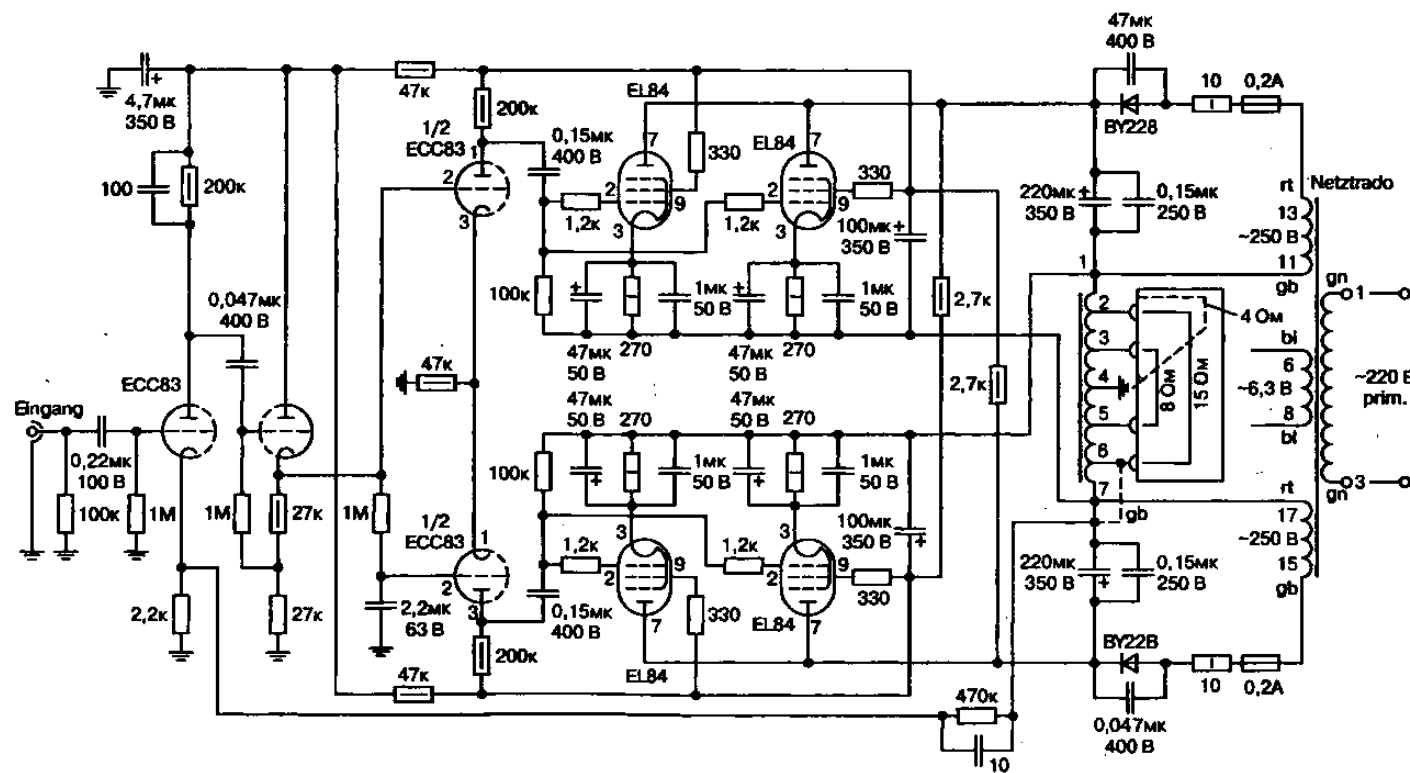 47мк
400 В
10
0,2А
BY228
4,7мк
350 В
47к
200к
EL84
7
EL84
7
1/2
ECC83
1
2
3
0,15мк
400 В
330
330
100
200к
2
9
3
1,2к
2
9
3
1,2к
100мк
350 В
220мк
350 В
0,15мк
250 В
rt
Netztrado
13
~250 В
11
gb
1
100к
1мк
50 В
1мк
50 В
2,7к
0,047мк
400 В
47мк
50 В
270
47мк
50 В
270
2
3
4
5
6
7
4 Ом
8 Ом
15 Ом
bl
6
~6,3 В
8
bl
gn
1
~220 В
prim.
3
gn
47к
2,7к
ECC83
Eingang
0,22мк
100 В
100к
1М
1М
27к
1М
47мк
50 В
270
47мк
50 В
270
100к
1мк
50 В
1мк
50 В
gb
rt
17
~250 В
15
gb
1/2
ECC83
1
2
3
1,2к
3
2
9
1,2к
3
2
9
100мк
350 В
220мк
350 В
0,15мк
250 В
2,2к
27к
2,2мк
63 В
0,15мк
400 В
330
330
7
EL84
7
EL84
200к
47к
BY22B
10
0,2А
0,047мк
400 В
470к
10